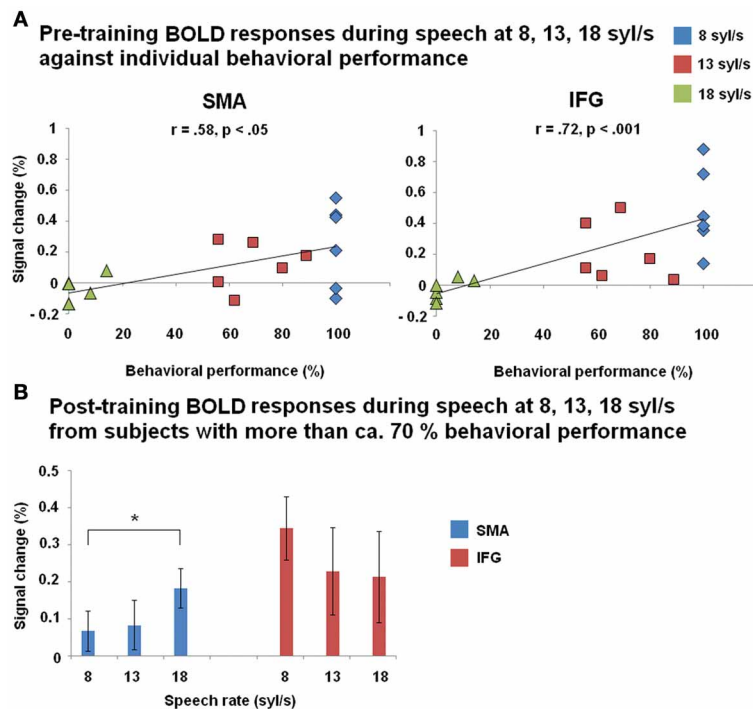 A
Pre-training BOLD responses during speech at 8, 13, 18 syl/s
against individual behavioral performance
8 syl/s
13 syl/s
18 syl/s
SMA
r = .58, p < .05
Signal change (%)
1
0.8
0.6
0.4
0.2
0
- 0.2
0 20 40 60 80 100
Behavioral performance (%)
IFG
r = .72, p < .001
1
0.8
0.6
0.4
0.2
0
- 0.2
0 20 40 60 80 100
Behavioral performance (%)
B
Post-training BOLD responses during speech at 8, 13, 18 syl/s
from subjects with more than ca. 70 % behavioral performance
Signal change (%)
0.5
0.4
0.3
0.2
0.1
0
*
8 13 18 8 13 18
Speech rate (syl/s)
SMA
IFG